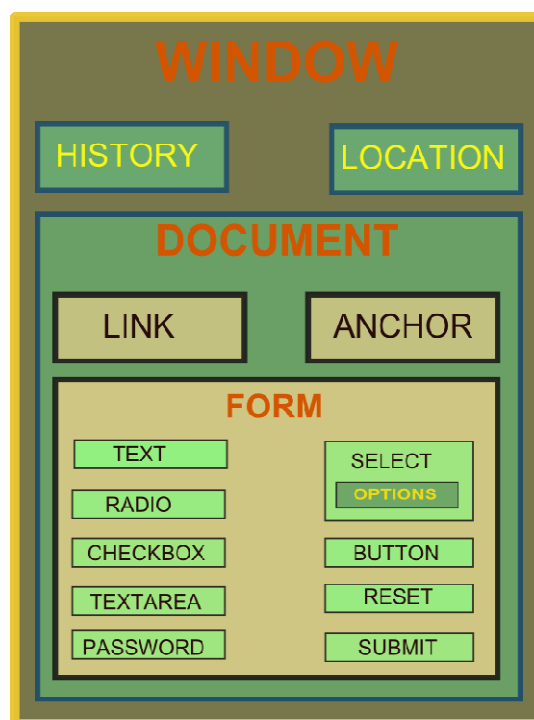 WINDOW
HISTORY
LOCATION
DOCUMENT
LINK
ANCHOR
FORM
TEXT
SELECT
OPTIONS
RADIO
CHECKBOX
BUTTON
TEXTAREA
RESET
PASSWORD
SUBMIT